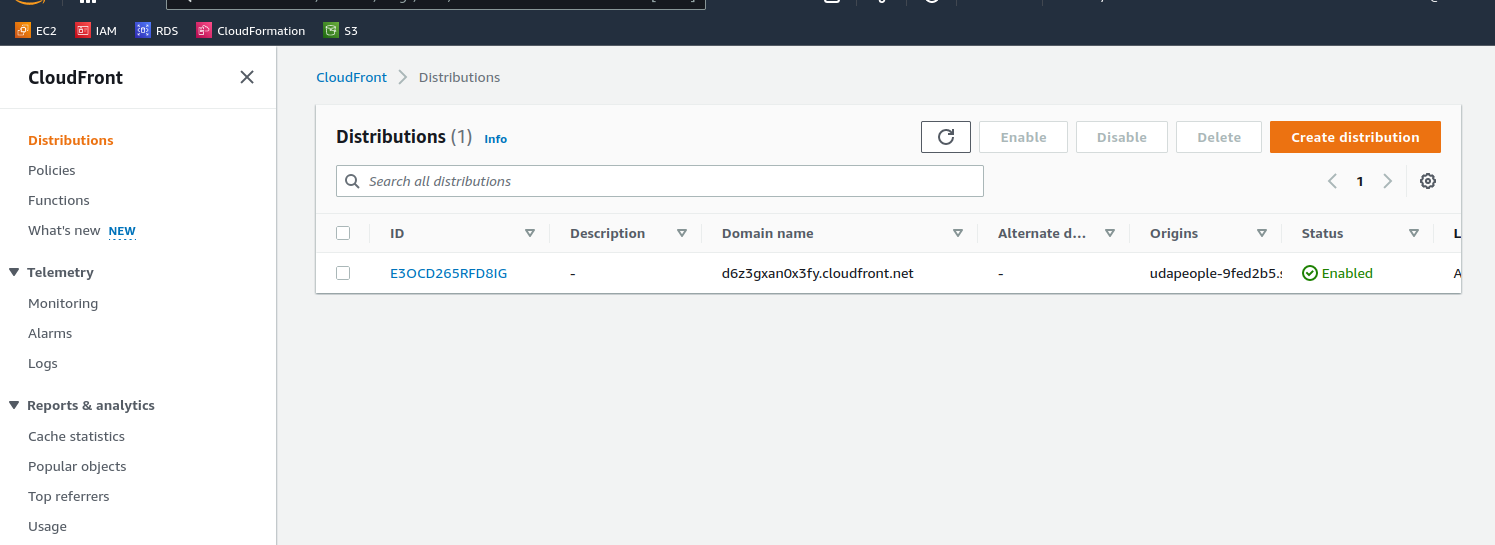 EC2 IAM RDS CloudFormation S3
CloudFront
CloudFront Distributions
Distributions
Policies
Functions
What's new NEW
Telemetry
Monitoring
Alarms
Logs
Reports & analytics
Cache statistics
Popular objects
Top referrers
Usage
Distributions (1) Info
Enable Disable Delete Create distribution
Search all distributions
1
ID Description Domain name Alternate d... Origins Status L
E3OCD265RFD8IG - d6z3gxan0x3fy.cloudfront.net - udapeople-9fed2b5.s Enabled A